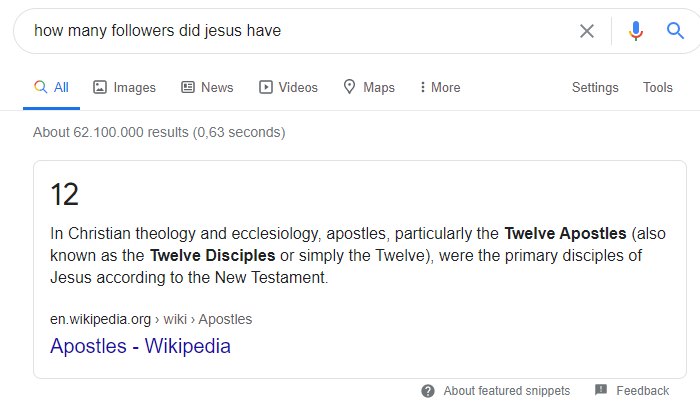 how many followers did jesus have
All Images News Videos Maps More Settings Tools
About 62.100.000 results (0,63 seconds)
12
In Christian theology and ecclesiology, apostles, particularly the Twelve Apostles (also
known as the Twelve Disciples or simply the Twelve), were the primary disciples of
Jesus according to the New Testament.
en.wikipedia.org › wiki › Apostles
Apostles - Wikipedia
About featured snippets Feedback